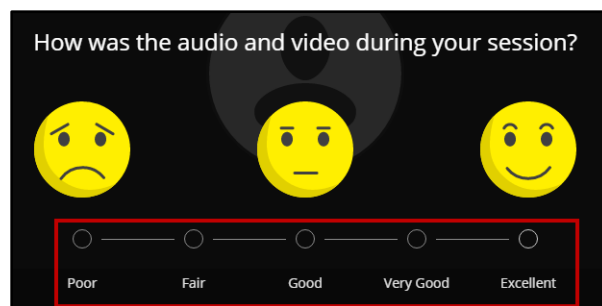 How was the audio and video during your session?
Poor Fair Good Very Good Excellent